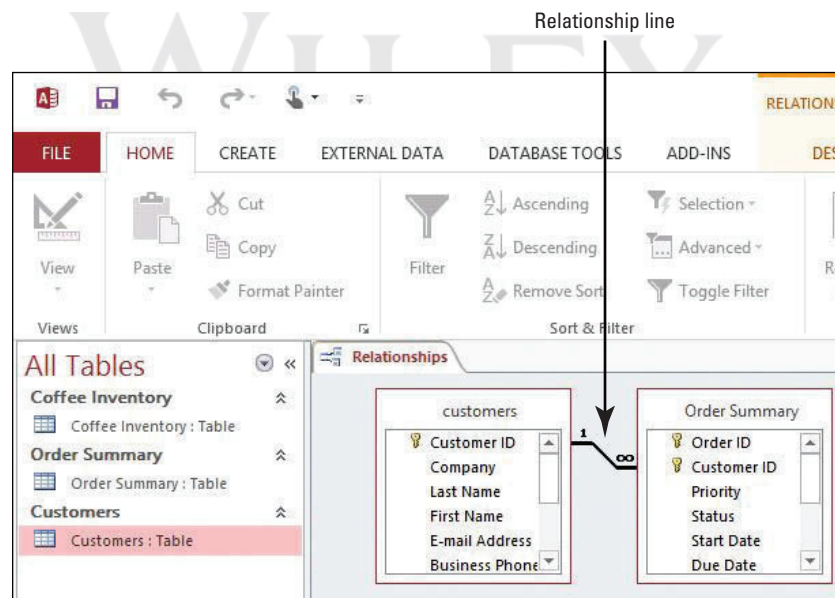 Relationship line
WILEY
RELATION
FILE
HOME
CREATE
EXTERNAL DATA
DATABASE TOOLS
ADD-INS
DES
View
Views
Paste
Cut
Copy
Format Painter
Clipboard
Filter
Ascending
Descending
Remove Sort
Selection
Advanced
Toggle Filter
Sort & Filter
R
All Tables
Coffee Inventory
Coffee Inventory : Table
Order Summary
Order Summary : Table
Customers
Customers : Table
Relationships
customers
Customer ID
Company
Last Name
First Name
E-mail Address
Business Phone
1
∞
Order Summary
Order ID
Customer ID
Priority
Status
Start Date
Due Date